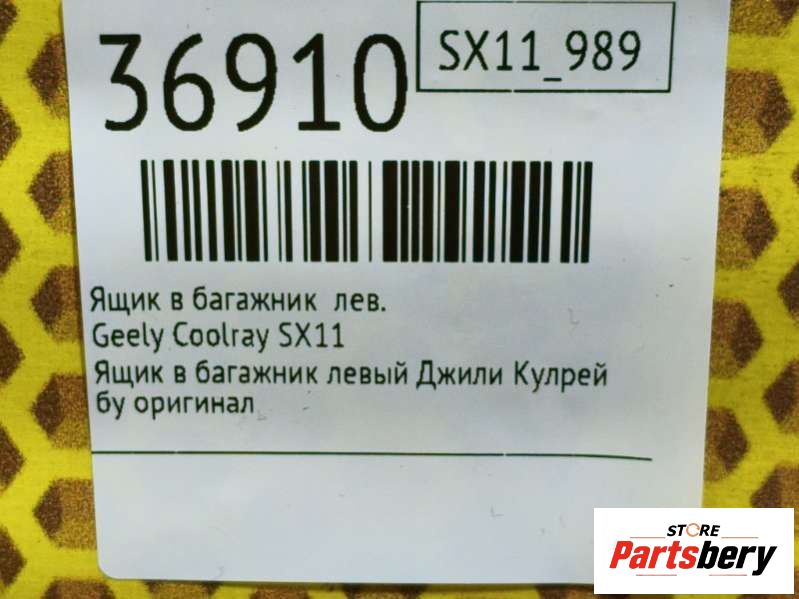 36910
SX11_989
Ящик в багажник лев.
Geely Coolray SX11
Ящик в багажник левый Джили Кулрей
бу оригинал
STORE
Partsbery